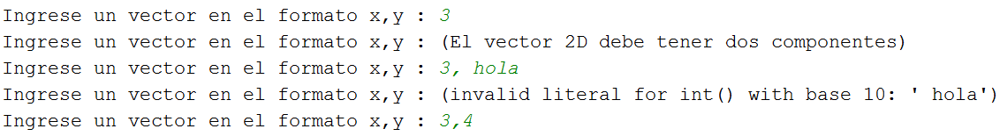 Ingrese un vector en el formato x,y : 3
Ingrese un vector en el formato x,y : (El vector 2D debe tener dos componentes)
Ingrese un vector en el formato x,y : 3, hola
Ingrese un vector en el formato x,y : (invalid literal for int() with base 10: ' hola')
Ingrese un vector en el formato x,y : 3,4